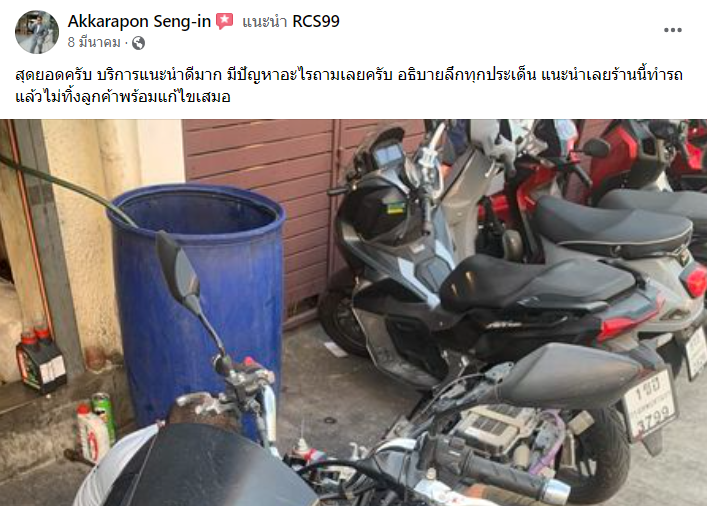 Akkarapon Seng-in แนะนำ RCS99
8 มีนาคม ·
สุดยอดครับ บริการแนะนำดีมาก มีปัญหาอะไรถามเลยครับ อธิบายลึกทุกประเด็น แนะนำเลยร้านนี้ทำรถ
แล้วไม่ทิ้งลูกค้าพร้อมแก้ไขเสมอ
3799